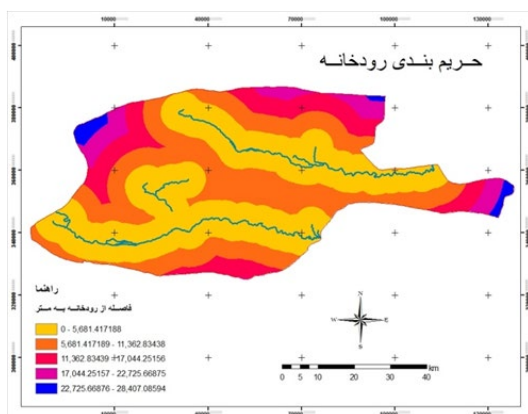 حریم بندی رودخانه
N
W E
S
راهنما
فاصله از رودخانه به متر
0 - 5,681.417188
5,681.417189 - 11,362.83438
11,362.83439 - 17,044.25156
17,044.25157 - 22,725.66875
22,725.66876 - 28,407.08594
0 5 10 20 30 40
km